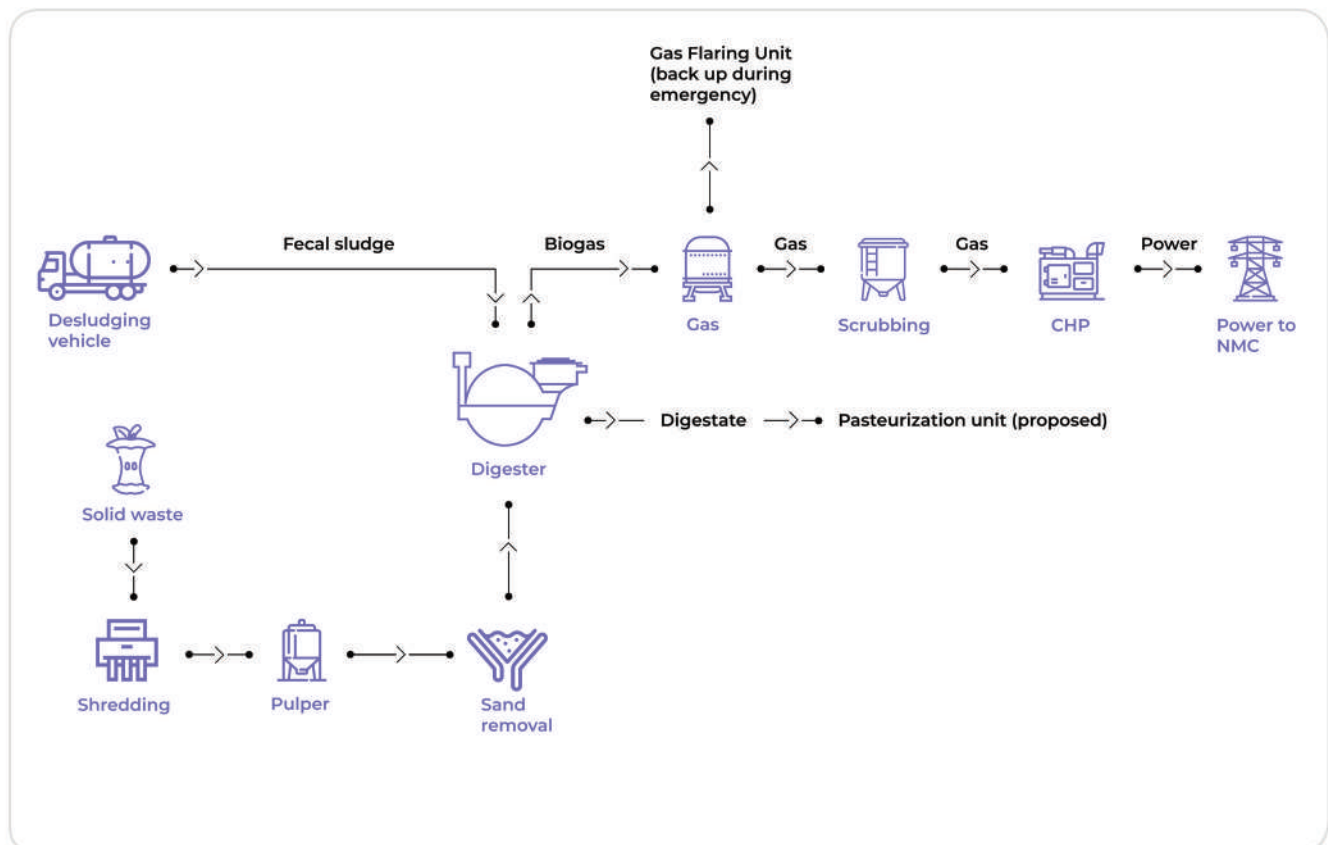 Gas Flaring Unit
(back up during
emergency)
Fecal sludge
Biogas
Gas
Gas
Power
Desludging
vehicle
Gas
Scrubbing
CHP
Power to
NMC
Digestate
Pasteurization unit (proposed)
Digester
Solid waste
Shredding
Pulper
Sand
removal